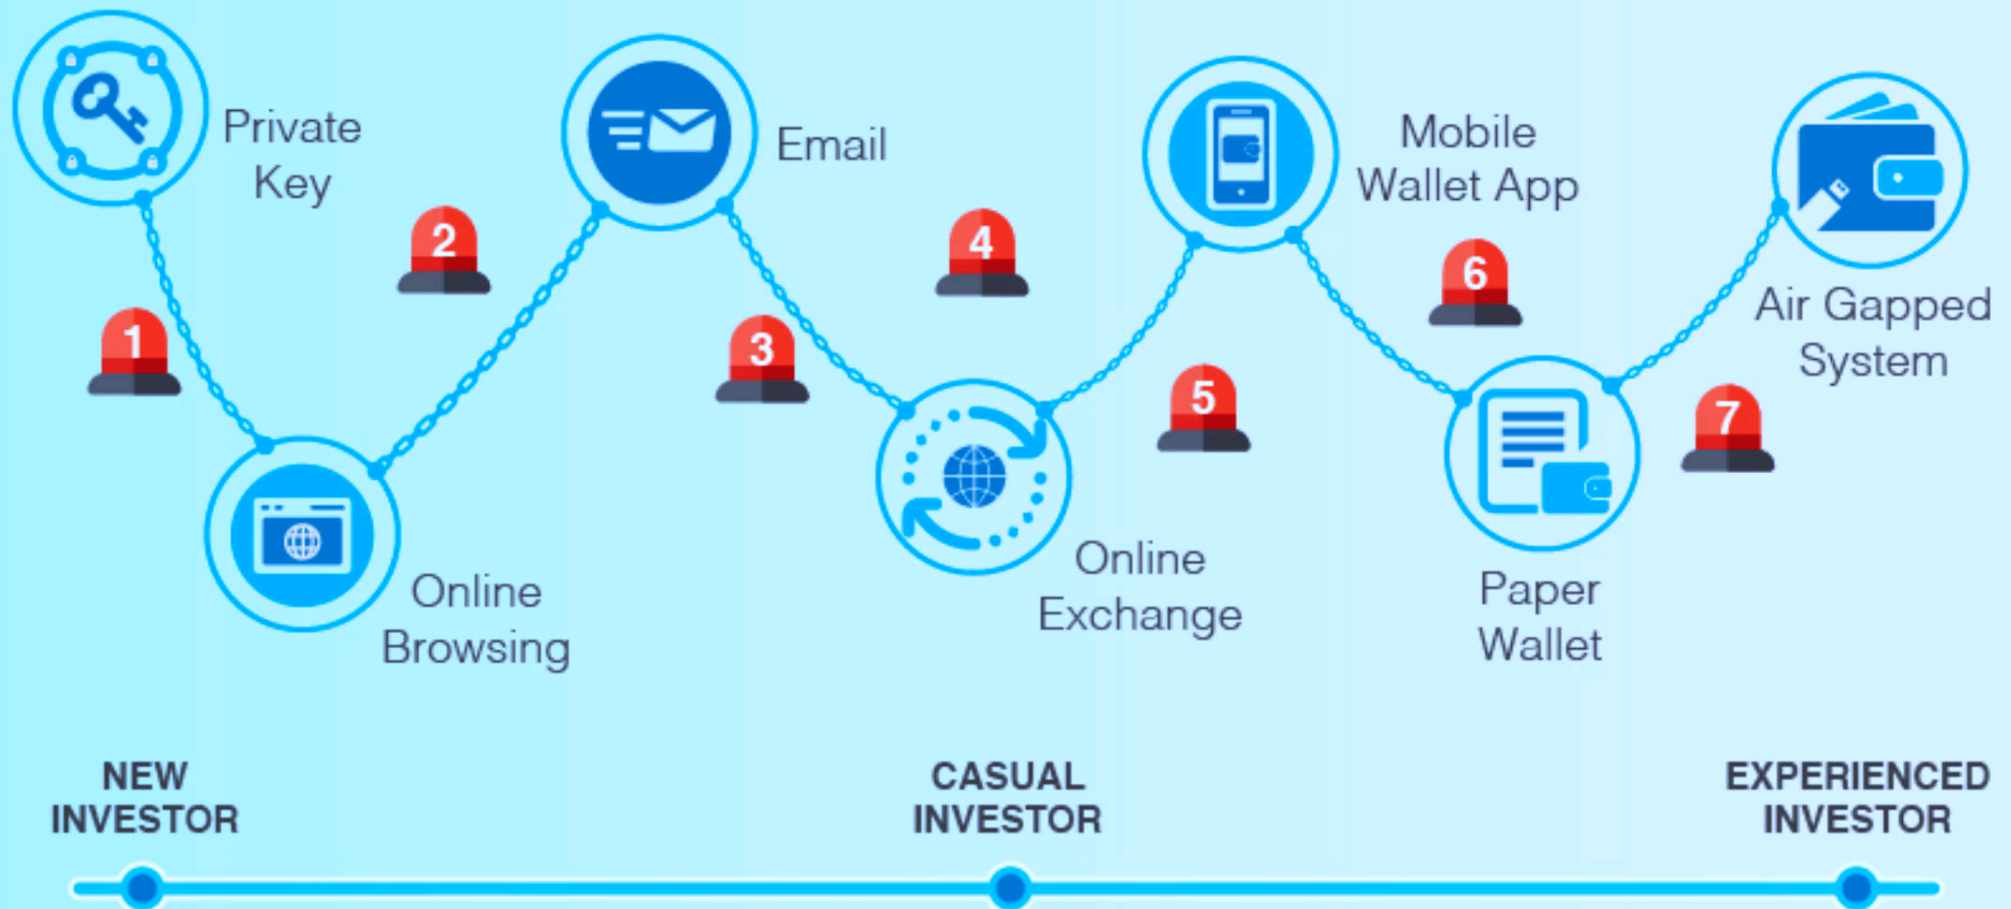 Private
Key
1
2
Email
3
4
Mobile
Wallet App
5
6
7
Air Gapped
System
Online
Browsing
Online
Exchange
Paper
Wallet
NEW
INVESTOR
CASUAL
INVESTOR
EXPERIENCED
INVESTOR